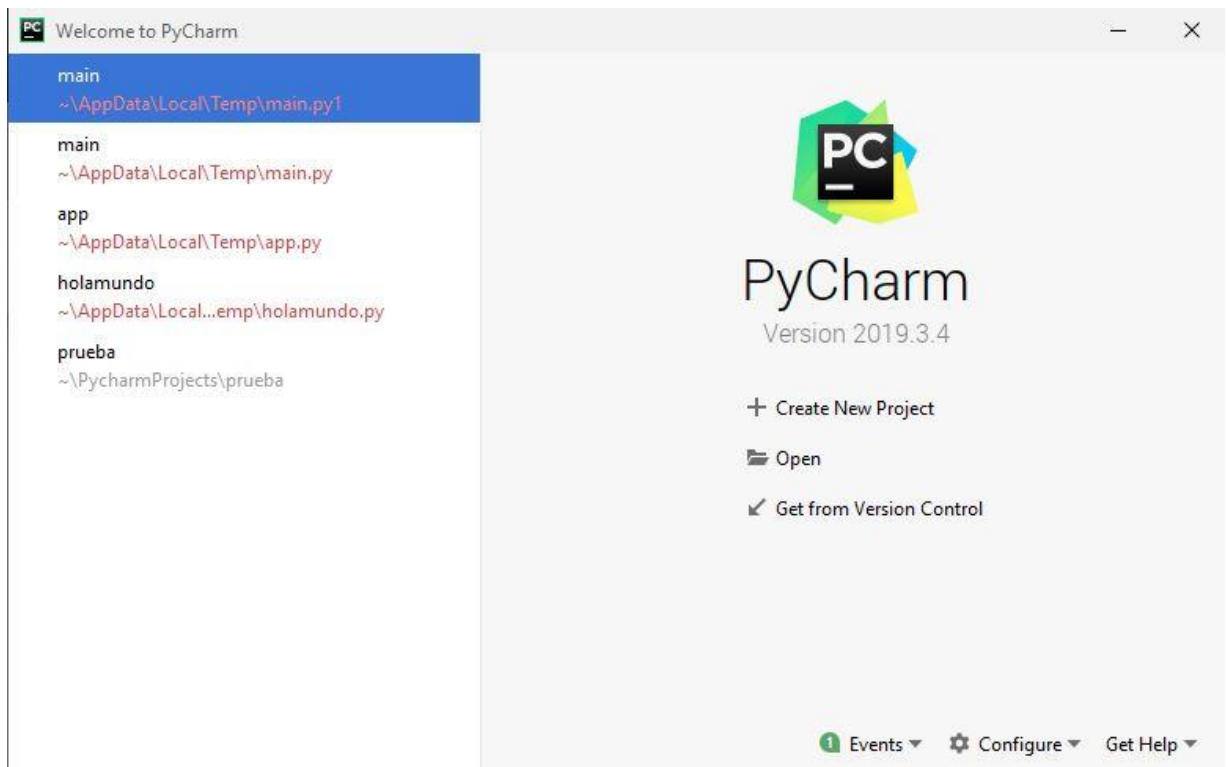 PC Welcome to PyCharm
main
~\AppData\Local\Temp\main.py1
main
~\AppData\Local\Temp\main.py
app
~\AppData\Local\Temp\app.py
holamundo
~\AppData\Local...emp\holamundo.py
prueba
~\PycharmProjects\prueba
PC
PyCharm
Version 2019.3.4
Create New Project
Open
Get from Version Control
1 Events Configure Get Help